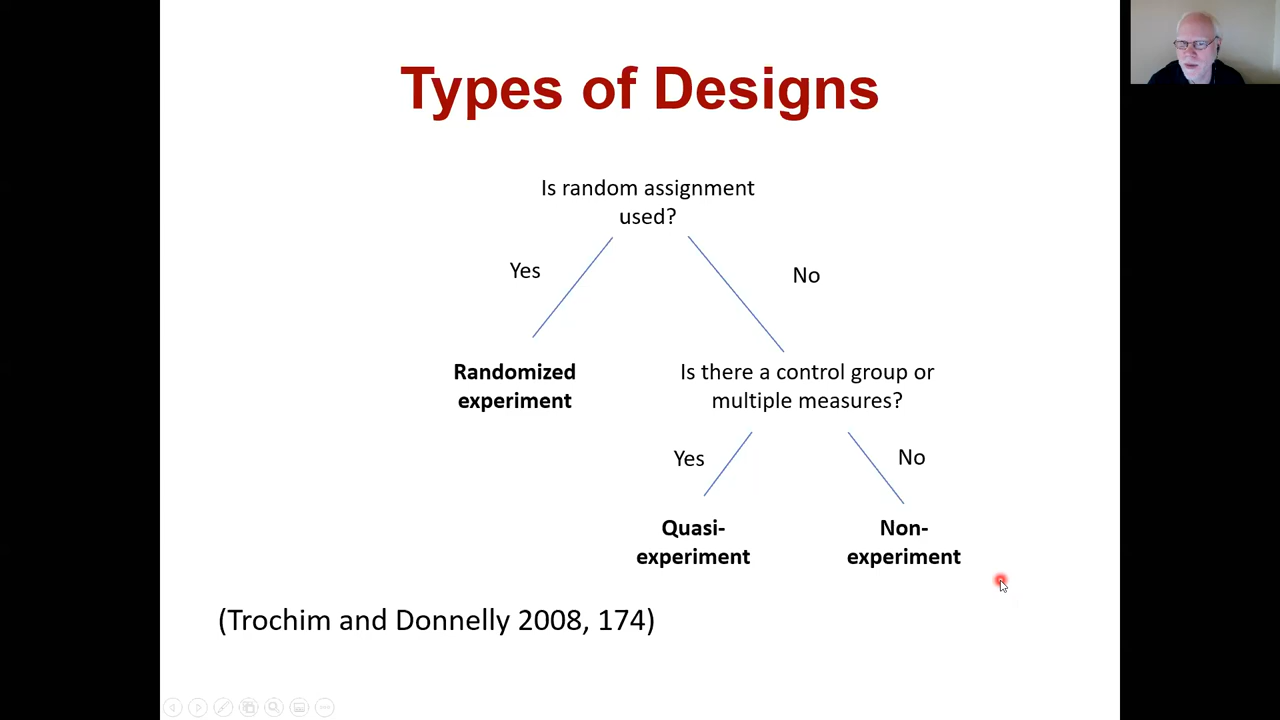 Types of Designs
Is random assignment
used?
Yes
No
Randomized
experiment
Is there a control group or
multiple measures?
Yes
No
Quasi-
experiment
Non-
experiment
(Trochim and Donnelly 2008, 174)